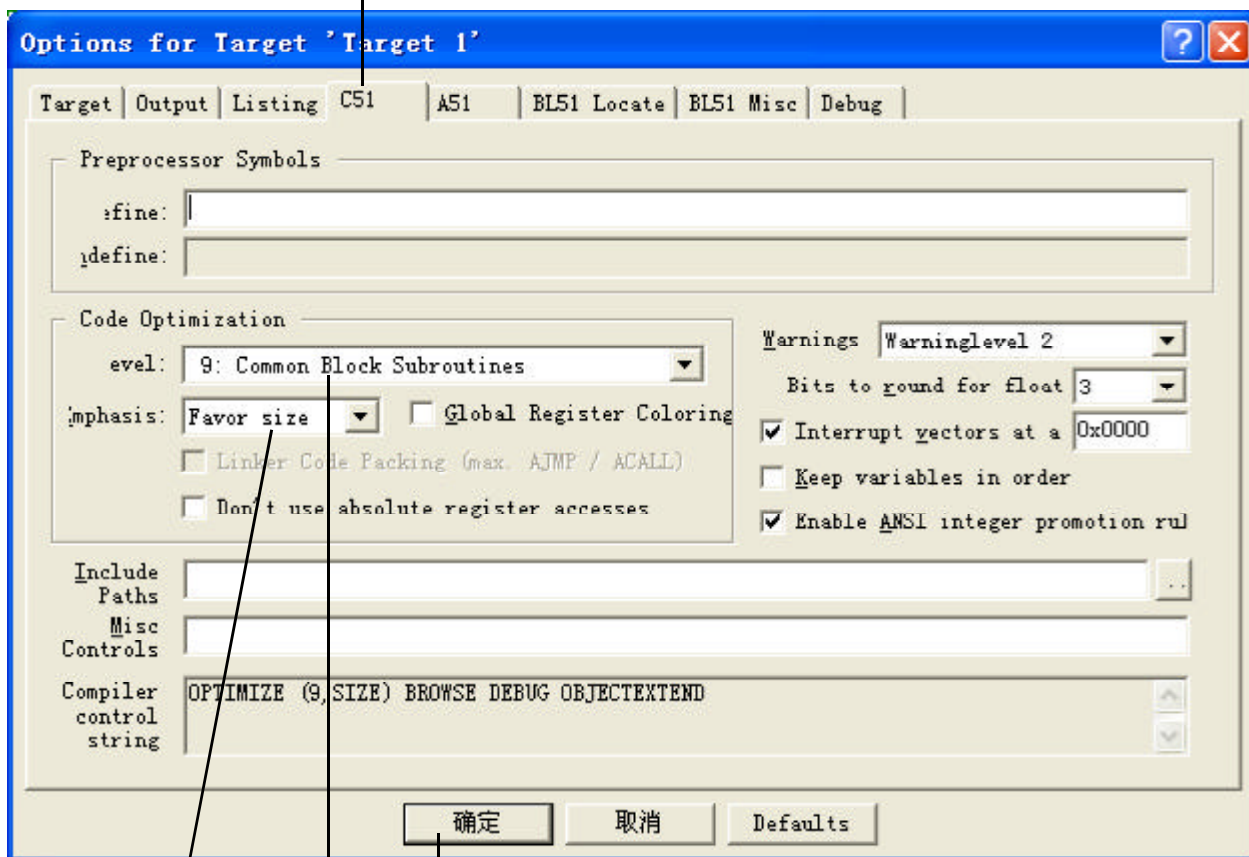 Options for Target 'Target 1'
Target Output Listing C51 A51 BL51 Locate BL51 Misc Debug
Preprocessor Symbols
efine:
define:
Code Optimization
evel: 9: Common Block Subroutines
mphasis: Favor size Global Register Coloring
Linker Code Packing (max. AJMP / ACALL)
Don't use absolute register accesses
Warnings Warninglevel 2
Bits to round for float 3
Interrupt vectors at a 0x0000
Keep variables in order
Enable ANSI integer promotion rul
Include
Paths
..
Misc
Controls
Compiler
control
string
OPTIMIZE (9,SIZE) BROWSE DEBUG OBJECTEXTEND
确定 取消 Defaults